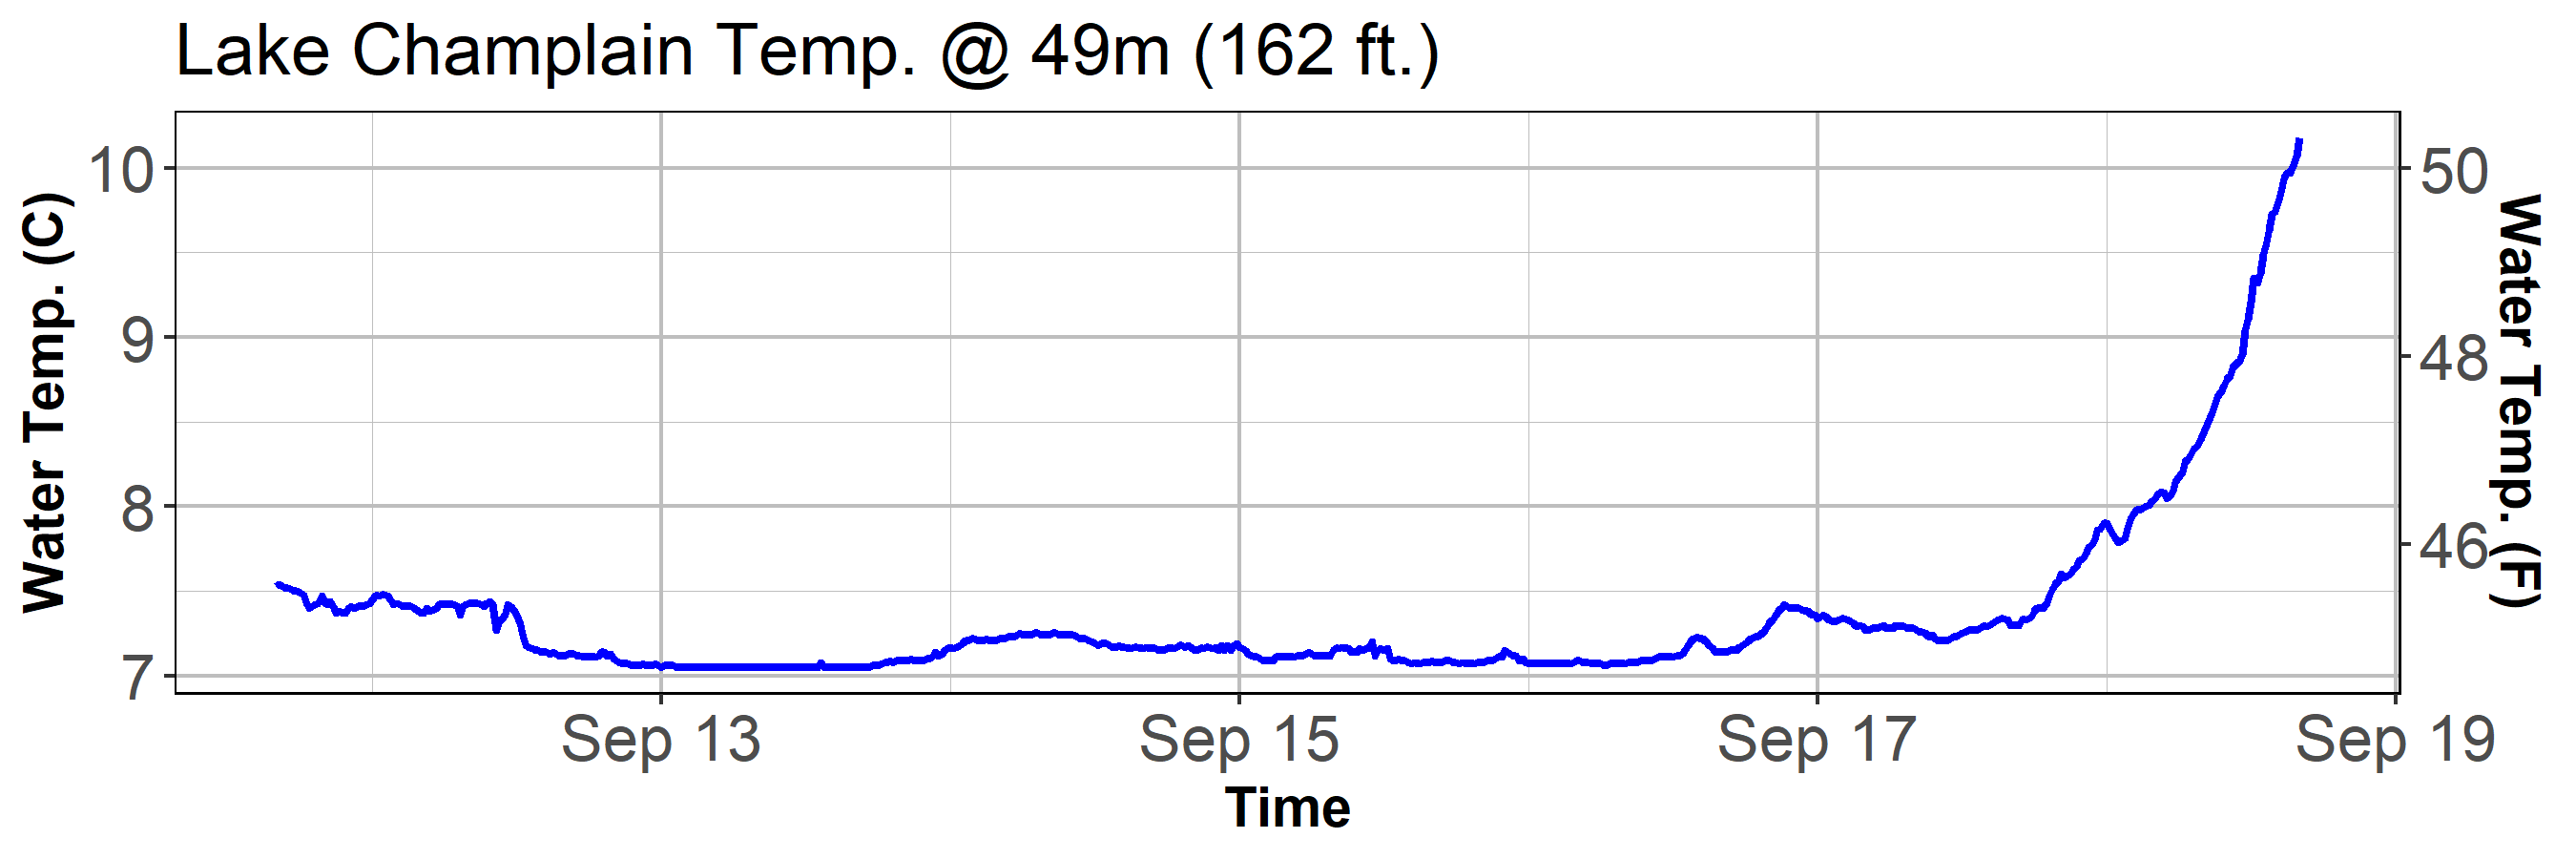 Lake Champlain Temp. @ 49m (162 ft.)
Water Temp. (C)
10
9
8
7
50
48
46
Water Temp. (F)
Sep 13
Sep 15
Sep 17
Sep 19
Time